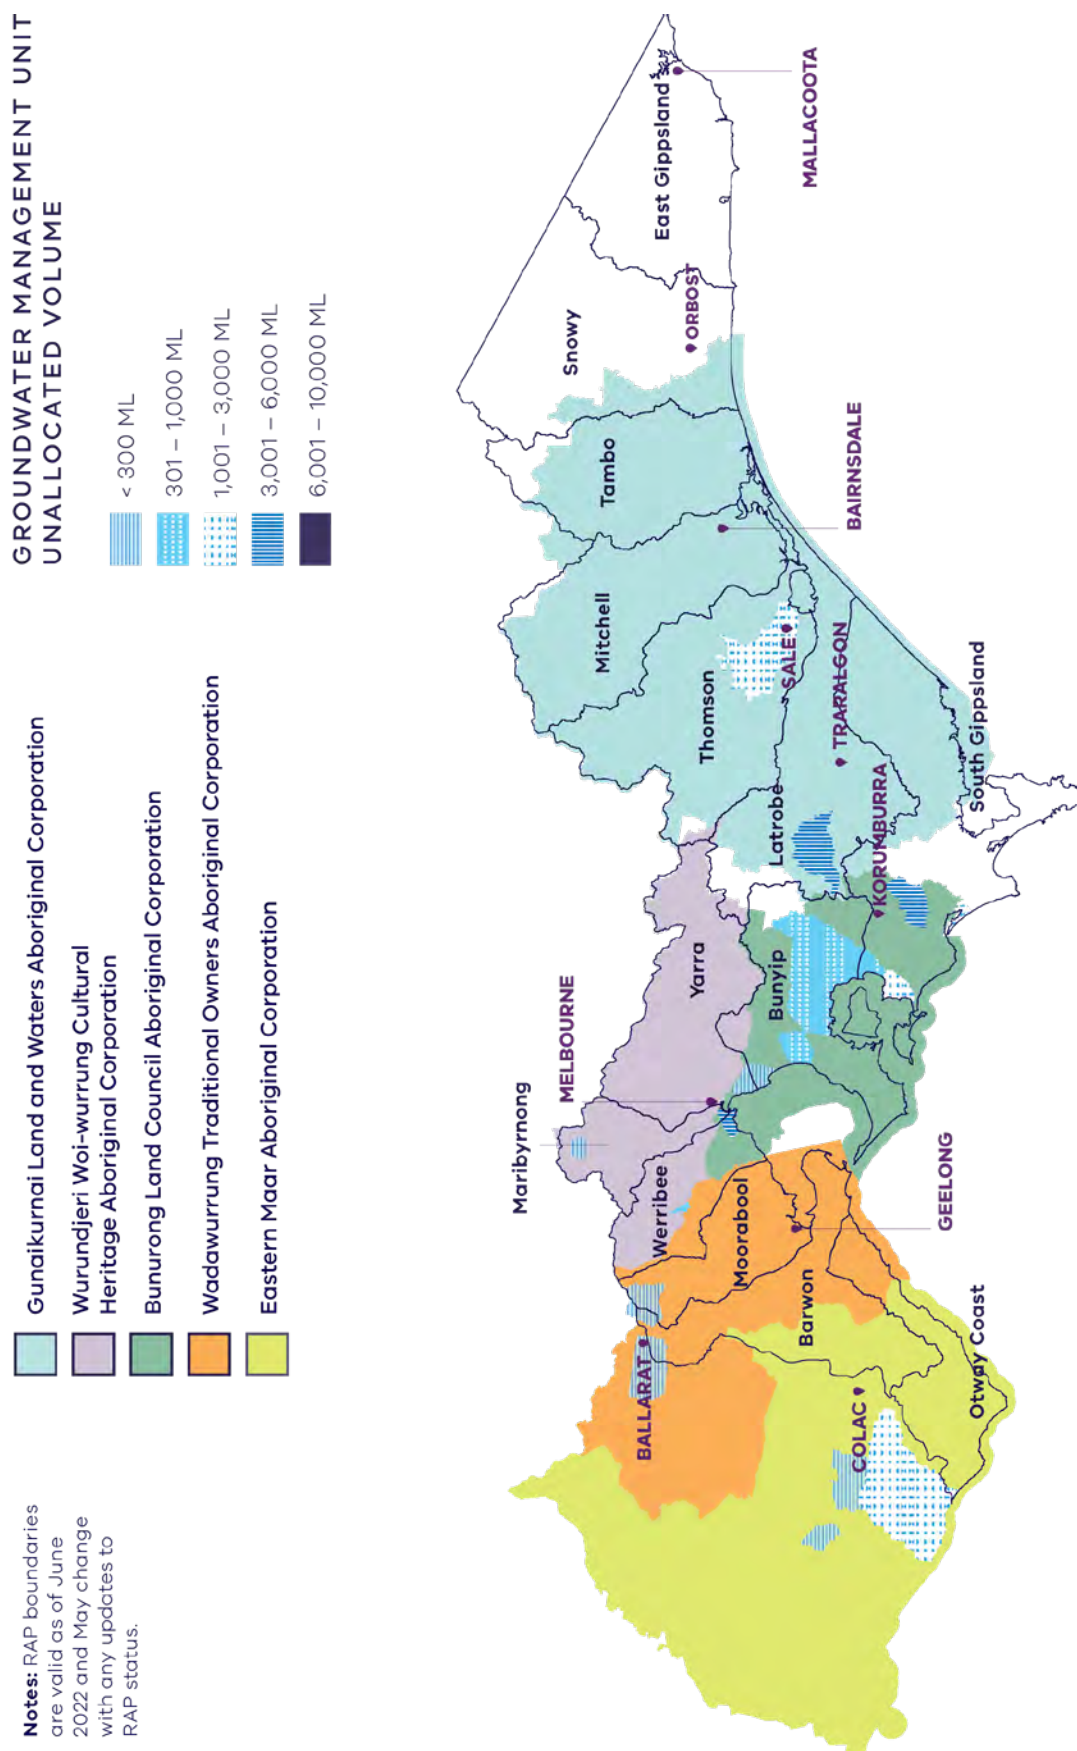 GROUNDWATER MANAGEMENT UNIT
UNALLOCATED VOLUME
< 300 ML
301 – 1,000 ML
1,001 – 3,000 ML
3,001 – 6,000 ML
6,001 – 10,000 ML
Gunaikurnai Land and Waters Aboriginal Corporation
Wurundjeri Woi-wurrung Cultural
Heritage Aboriginal Corporation
Bunurong Land Council Aboriginal Corporation
Wadawurrung Traditional Owners Aboriginal Corporation
Eastern Maar Aboriginal Corporation
Notes: RAP boundaries
are valid as of June
2022 and May change
with any updates to
RAP status.
Maribyrnong
MELBOURNE
Werribee
Yarra
BALLARAT
Moorabool
Bunyip
Barwon
COLAC
GEELONG
Otway Coast
Latrobe
KORUMBURRA
Thomson
Mitchell
Tambo
Snowy
East Gippsland
SALE
TRARALGON
South Gippsland
ORBOST
BAIRNSDALE
MALLACOOTA